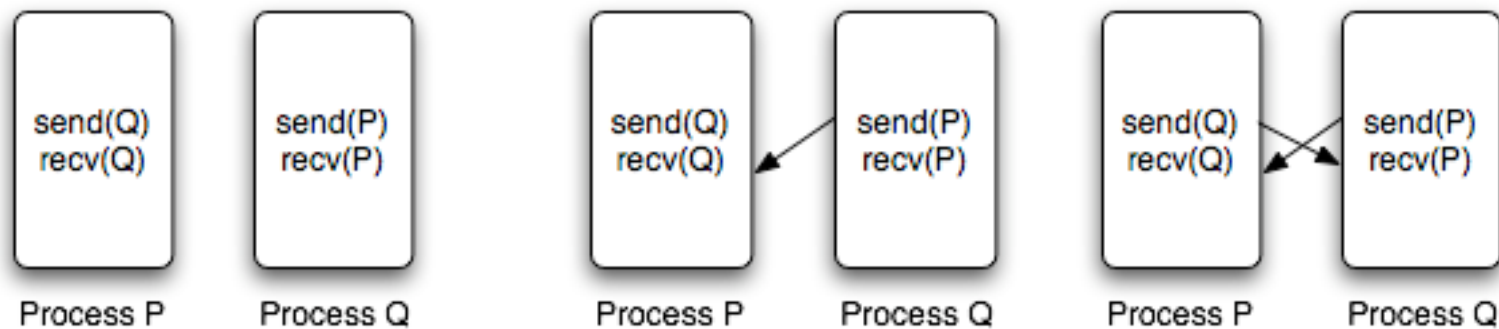 send(Q)
recv(Q)
send(P)
recv(P)
send(Q)
recv(Q)
send(P)
recv(P)
send(Q)
recv(Q)
send(P)
recv(P)
Process P
Process Q
Process P
Process Q
Process P
Process Q